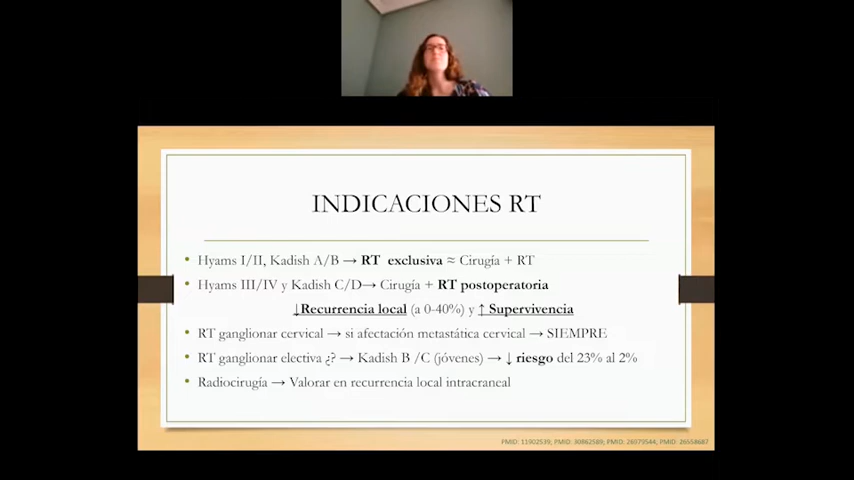 INDICACIONES RT
• Hyams I/II, Kadish A/B → RT exclusiva ≈ Cirugía + RT
• Hyams III/IV y Kadish C/D→ Cirugía + RT postoperatoria
↓Recurrencia local (a 0-40%) y ↑ Supervivencia
• RT ganglionar cervical → si afectación metastática cervical → SIEMPRE
• RT ganglionar electiva ¿? → Kadish B /C (jóvenes) → ↓ riesgo del 23% al 2%
• Radiocirugía → Valorar en recurrencia local intracraneal
PMID: 11902539; PMID: 30862569; PMID: 26979544; PMID: 26558687